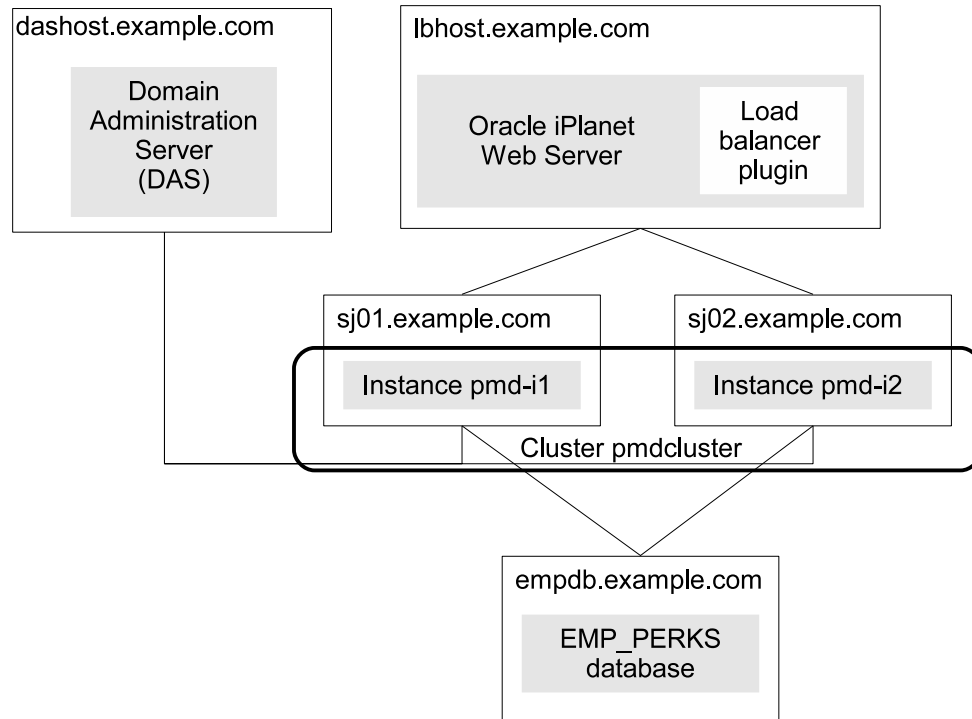 dashost.example.com
Domain
Administration
Server
(DAS)
lbhost.example.com
Oracle iPlanet
Web Server
Load
balancer
plugin
sj01.example.com
Instance pmd-i1
sj02.example.com
Instance pmd-i2
Cluster pmdcluster
empdb.example.com
EMP_PERKS
database